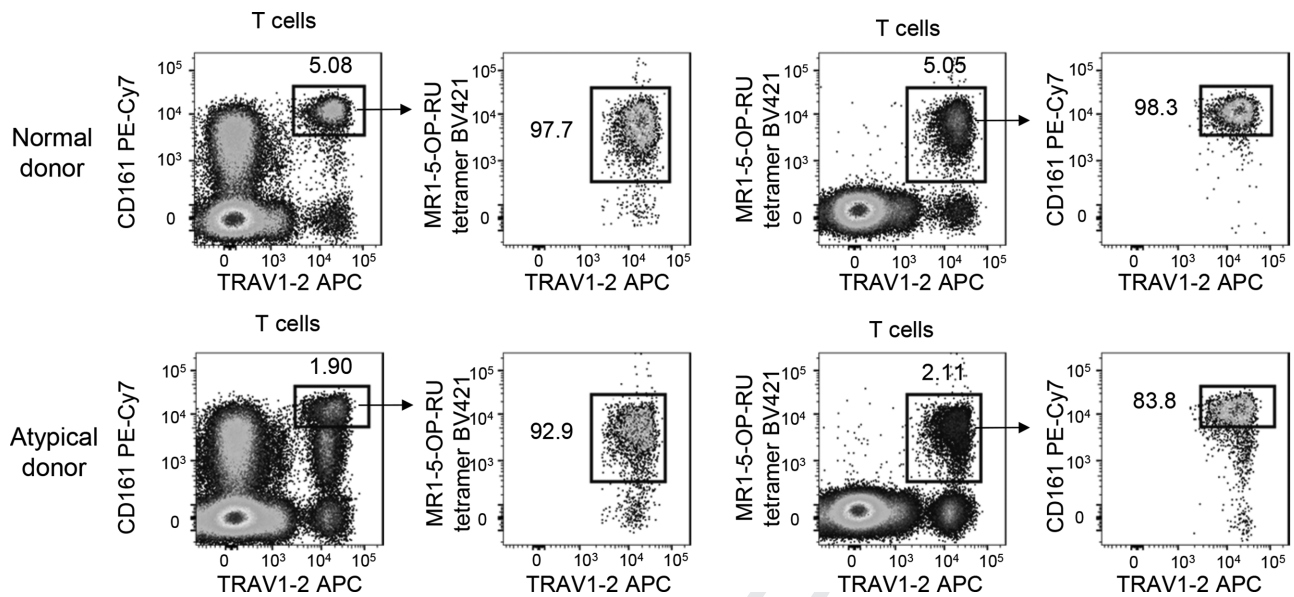 T cells
T cells
Normal
donor
CD161 PE-Cy7
10⁵
10⁴
10³
0
5.08
0
10³
10⁴
10⁵
TRAV1-2 APC
MR1-5-OP-RU
tetramer BV421
10⁵
10⁴
10³
0
97.7
0
10³
10⁴
10⁵
TRAV1-2 APC
MR1-5-OP-RU
tetramer BV421
10⁵
10⁴
10³
0
5.05
0
10³
10⁴
10⁵
TRAV1-2 APC
CD161 PE-Cy7
10⁵
10⁴
10³
0
98.3
0
10³
10⁴
10⁵
TRAV1-2 APC
T cells
T cells
Atypical
donor
CD161 PE-Cy7
10⁵
10⁴
10³
0
1.90
0
10³
10⁴
10⁵
TRAV1-2 APC
MR1-5-OP-RU
tetramer BV421
10⁵
10⁴
10³
0
92.9
0
10³
10⁴
10⁵
TRAV1-2 APC
MR1-5-OP-RU
tetramer BV421
10⁵
10⁴
10³
0
2.11
0
10³
10⁴
10⁵
TRAV1-2 APC
CD161 PE-Cy7
10⁵
10⁴
10³
0
83.8
0
10³
10⁴
10⁵
TRAV1-2 APC